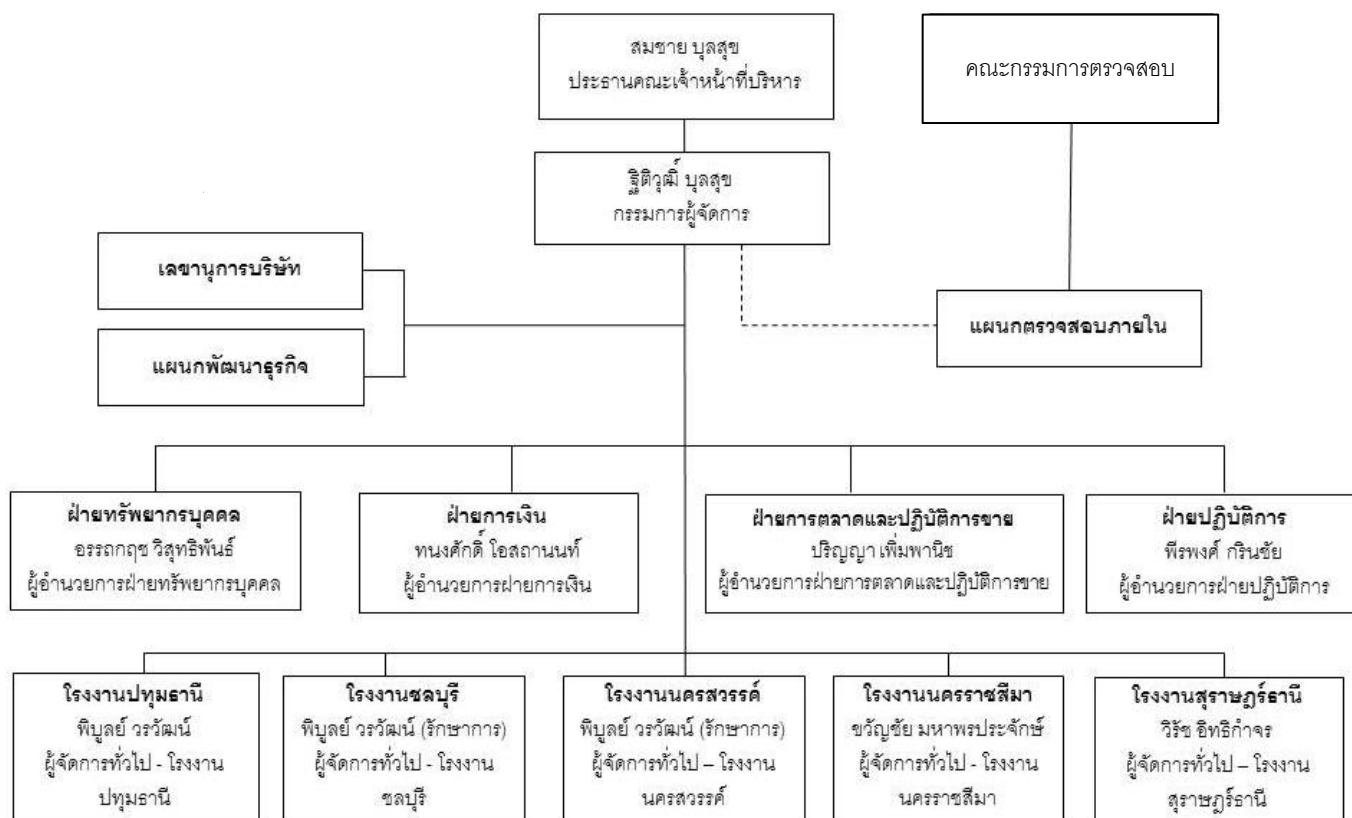 สมชาย บุลสุข
ประธานคณะเจ้าหน้าที่บริหาร
คณะกรรมการตรวจสอบ
ฐิติวุฒิ์ บุลสุข
กรรมการผู้จัดการ
เลขานุการบริษัท
แผนกตรวจสอบภายใน
แผนกพัฒนาธุรกิจ
ฝ่ายทรัพยากรบุคคล
อรรถกฤช วิสุทธิพันธ์
ผู้อำนวยการฝ่ายทรัพยากรบุคคล
ฝ่ายการเงิน
ทนงศักดิ์ โอสถานนท์
ผู้อำนวยการฝ่ายการเงิน
ฝ่ายการตลาดและปฏิบัติการขาย
ปริญญา เพิ่มพานิช
ผู้อำนวยการฝ่ายการตลาดและปฏิบัติการขาย
ฝ่ายปฏิบัติการ
พีรพงศ์ กรินชัย
ผู้อำนวยการฝ่ายปฏิบัติการ
โรงงานปทุมธานี
พิบูลย์ วรวัฒน์
ผู้จัดการทั่วไป - โรงงาน
ปทุมธานี
โรงงานชลบุรี
พิบูลย์ วรวัฒน์ (รักษาการ)
ผู้จัดการทั่วไป - โรงงาน
ชลบุรี
โรงงานนครสวรรค์
พิบูลย์ วรวัฒน์ (รักษาการ)
ผู้จัดการทั่วไป – โรงงาน
นครสวรรค์
โรงงานนครราชสีมา
ขวัญชัย มหาพรประจักษ์
ผู้จัดการทั่วไป - โรงงาน
นครราชสีมา
โรงงานสุราษฎร์ธานี
วิรัช อิทธิกำจร
ผู้จัดการทั่วไป – โรงงาน
สุราษฎร์ธานี